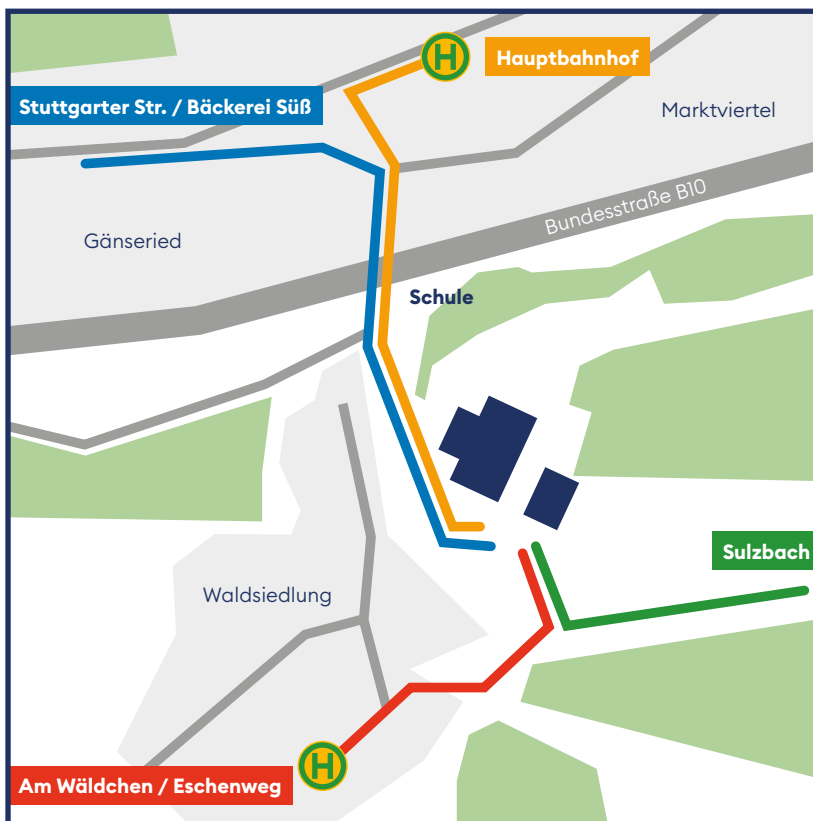 H
Hauptbahnhof
Stuttgarter Str. / Bäckerei Süß
Marktviertel
Bundesstraße B10
Gänseried
Schule
Sulzbach
Waldsiedlung
H
Am Wäldchen / Eschenweg